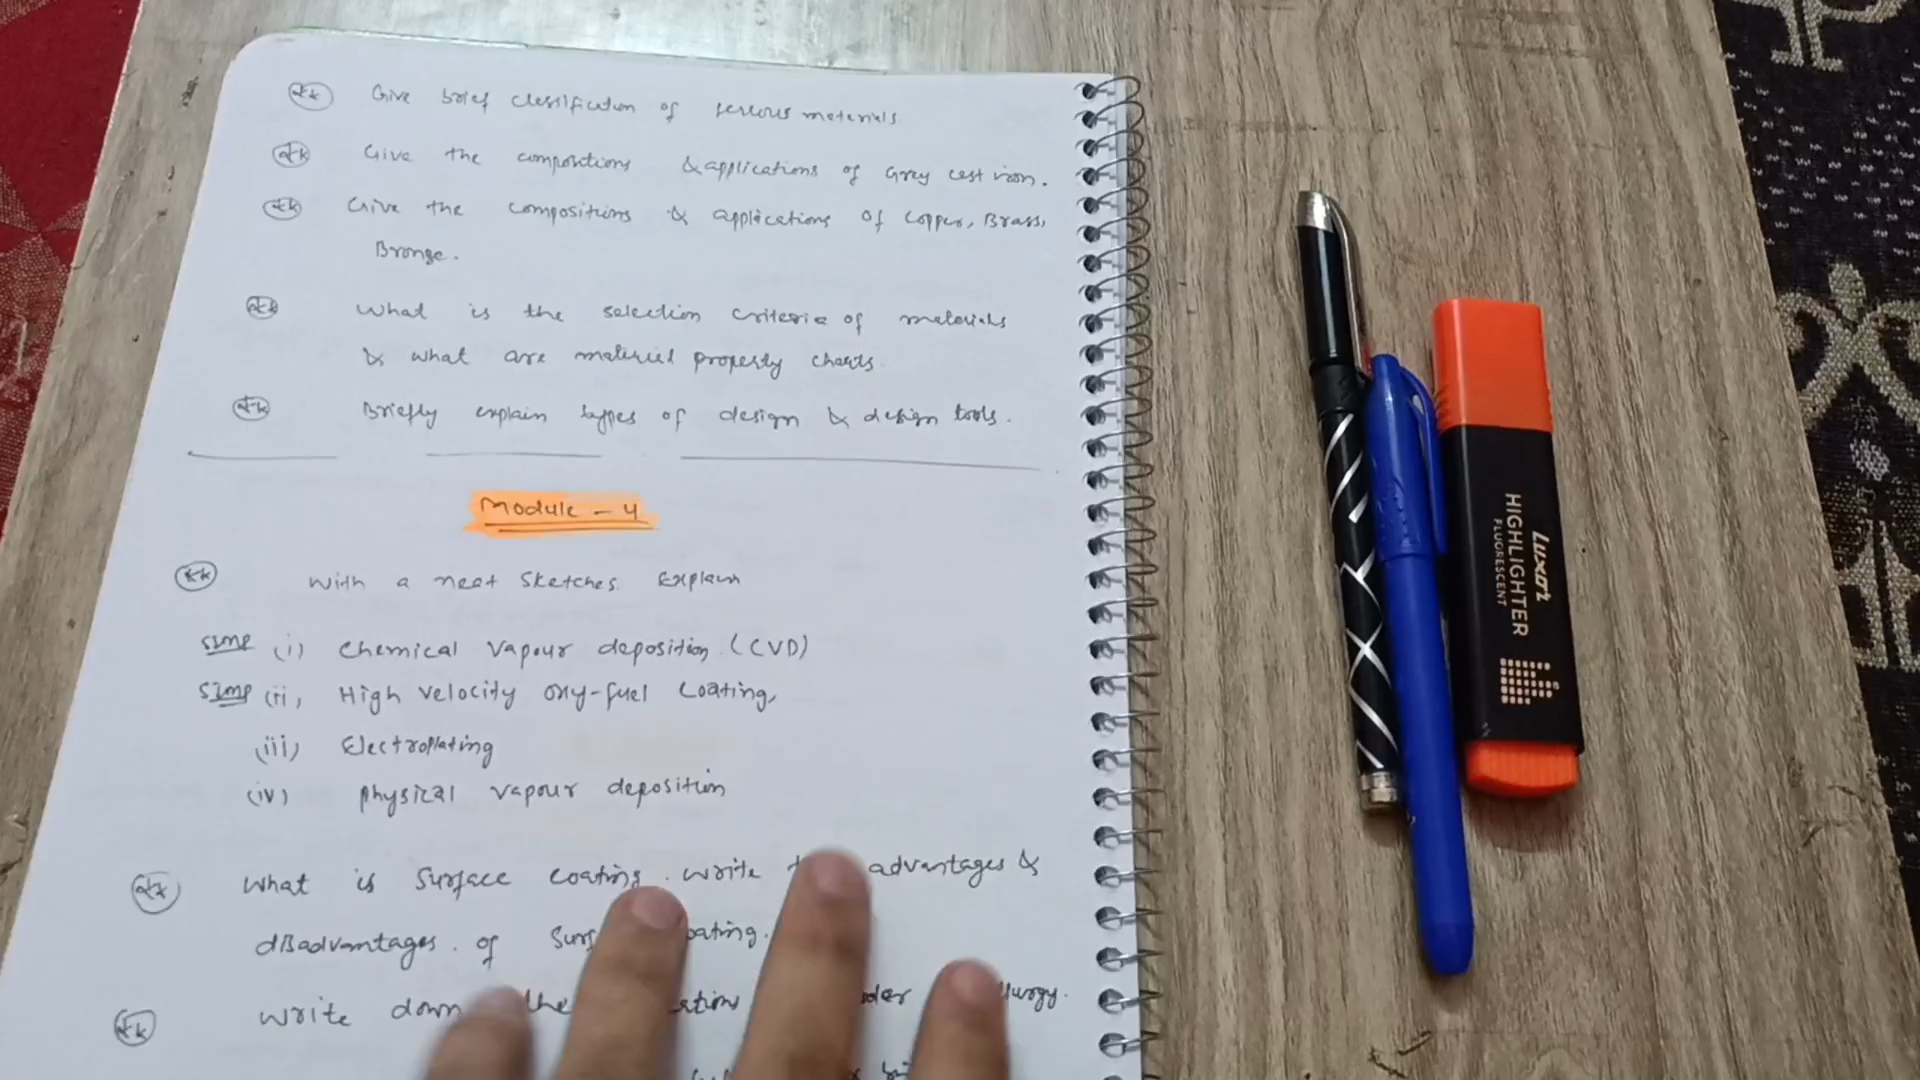 Give brief classification of ferrous materials.
Give the compositions & applications of Grey cast iron.
Give the compositions & applications of Copper, Brass,
Bronze.
What is the selection criteria of materials
& what are material property charts.
Briefly explain types of design & design tools.
Module - 4
With a neat Sketches. Explain
(i) Chemical Vapour deposition (CVD)
(ii) High velocity oxy-fuel Coating,
(iii) Electroplating
(iv) Physical vapour deposition
What is Surface coating. write advantages &
disadvantages. of
write down the
Luxor
HIGHLIGHTER
FLUORESCENT